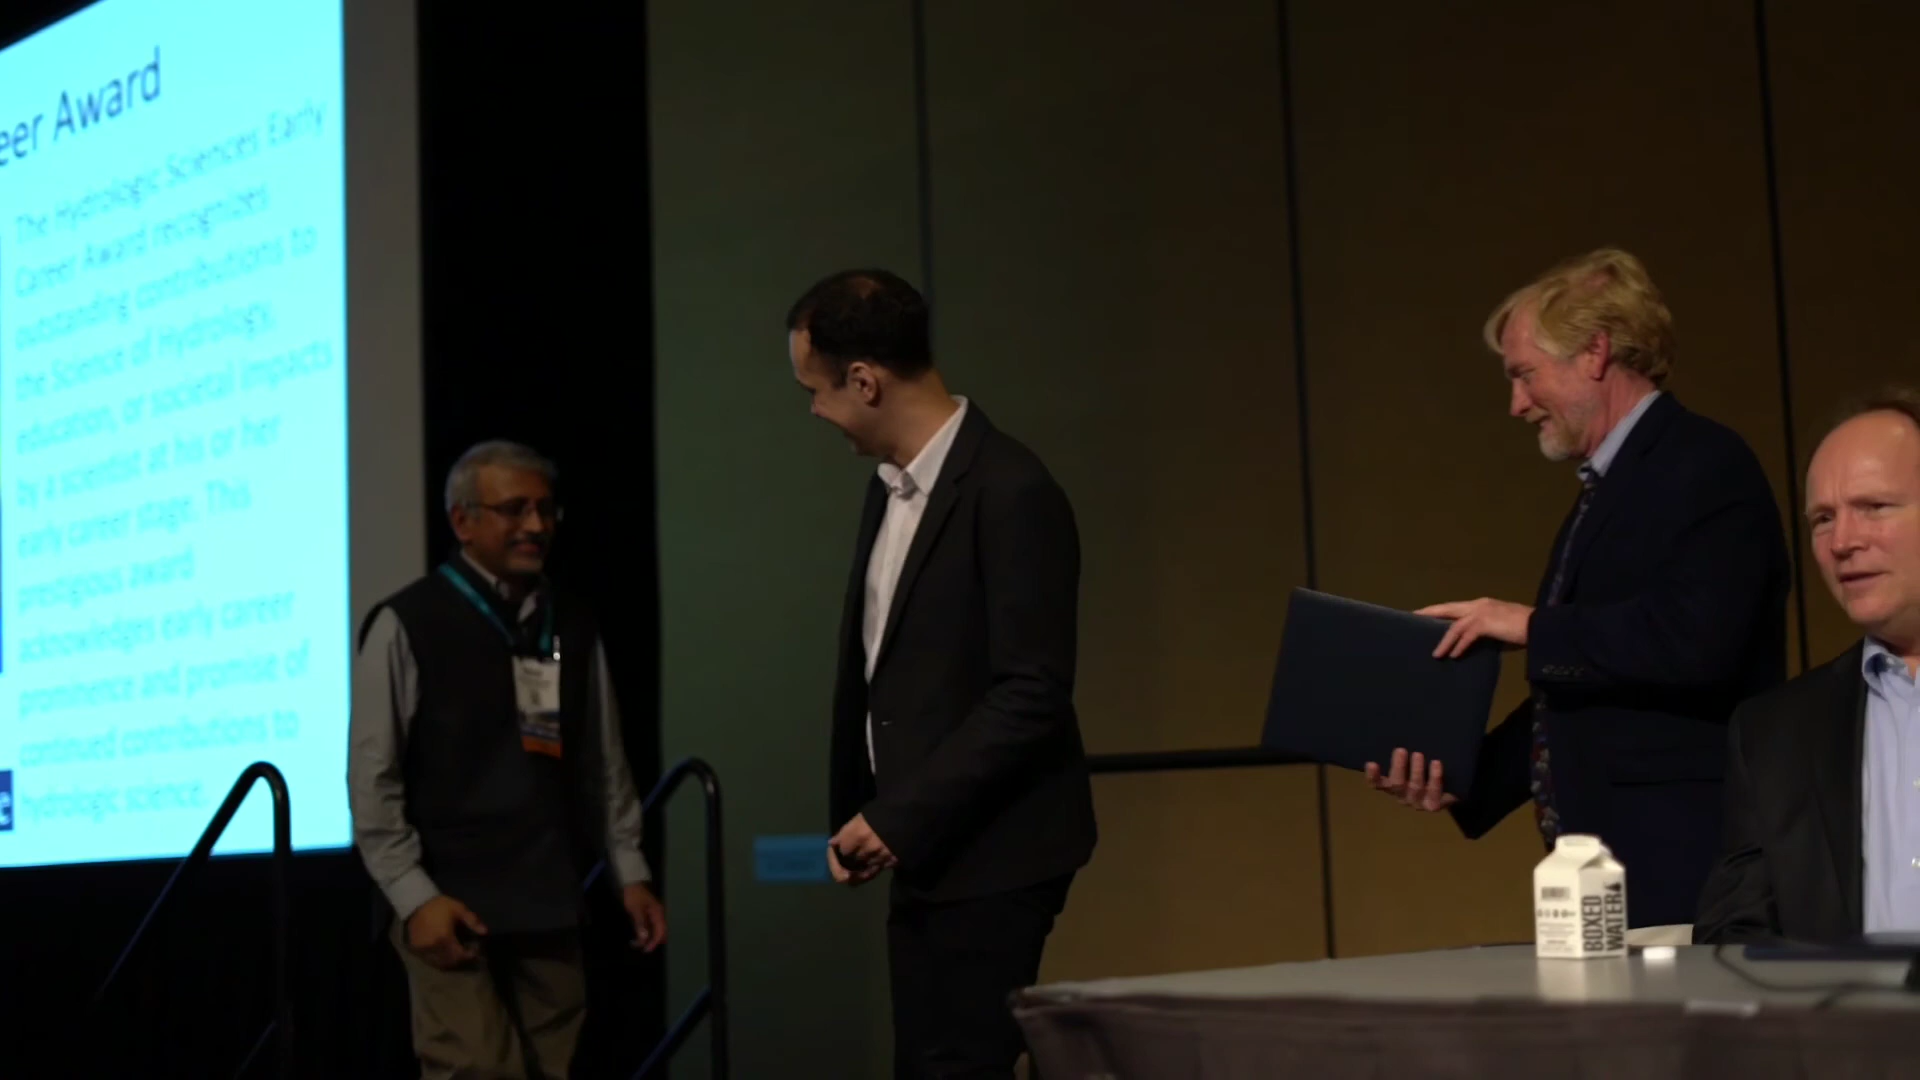 eer Award
The Hydrologic Sciences Early
Career Award recognizes
outstanding contributions to
the Science of Hydrology,
education, or societal impacts
by a scientist at his or her
early career stage. This
prestigious award
acknowledges early career
prominence and promise of
continued contributions to
hydrologic science.
BOXED
WATER